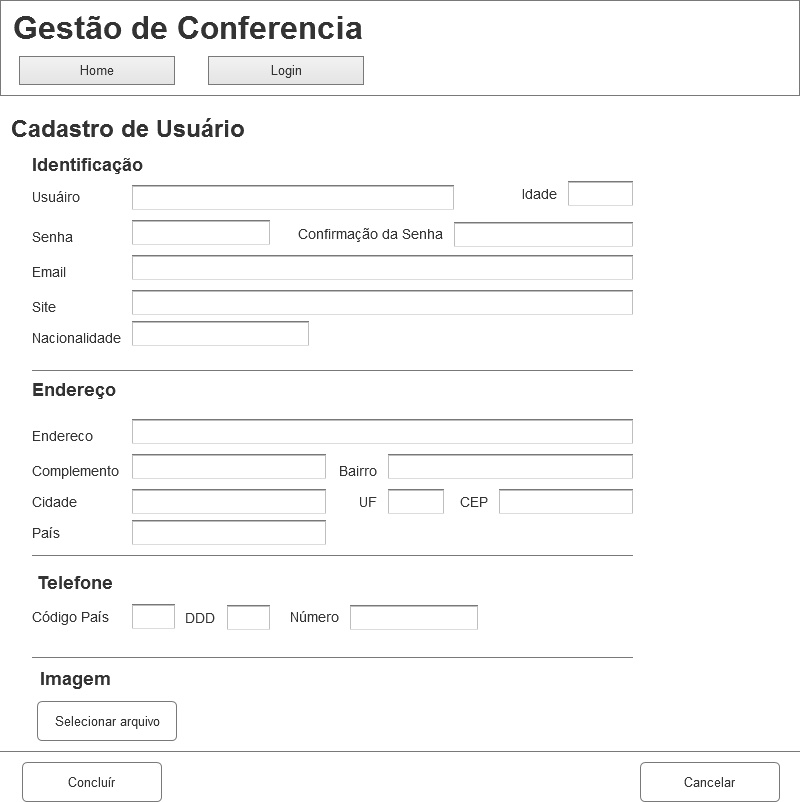 Gestão de Conferencia
Home Login
Cadastro de Usuário
Identificação
Usuáiro Idade
Senha Confirmação da Senha
Email
Site
Nacionalidade
Endereço
Endereco
Complemento Bairro
Cidade UF CEP
País
Telefone
Código País DDD Número
Imagem
Selecionar arquivo
Concluír Cancelar